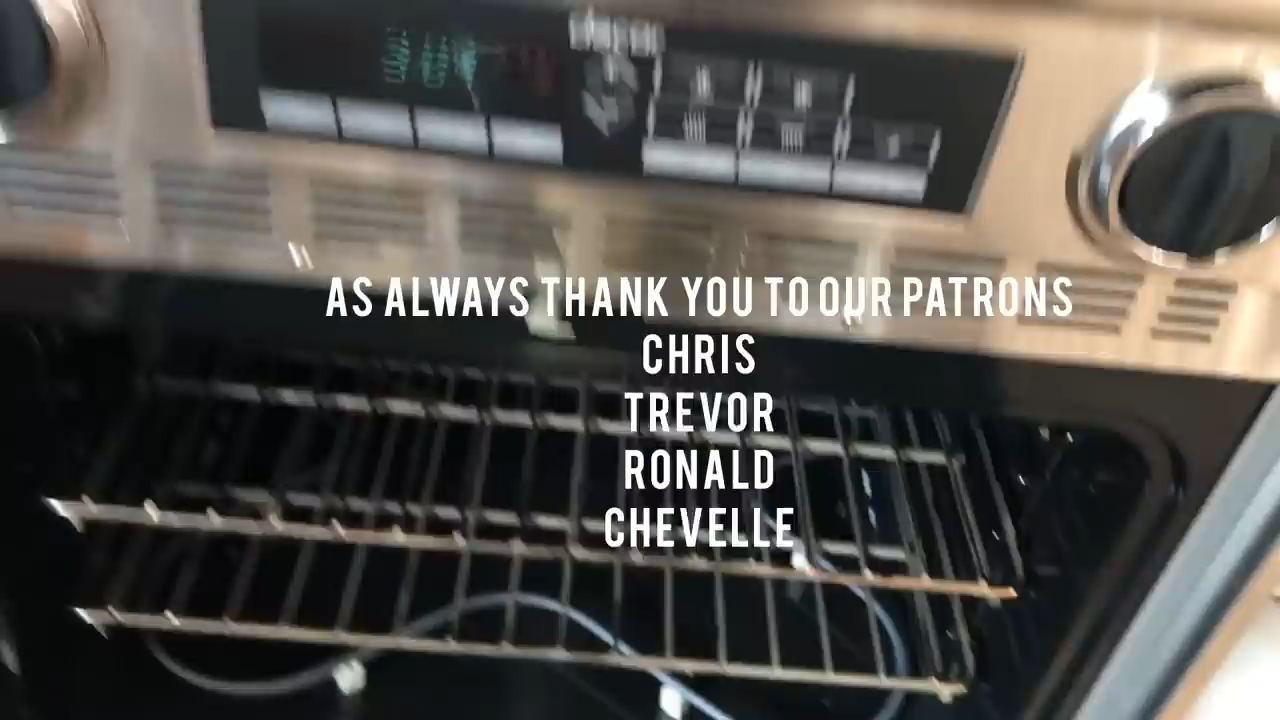 AS ALWAYS THANK YOU TO OUR PATRONS
CHRIS
TREVOR
RONALD
CHEVELLE